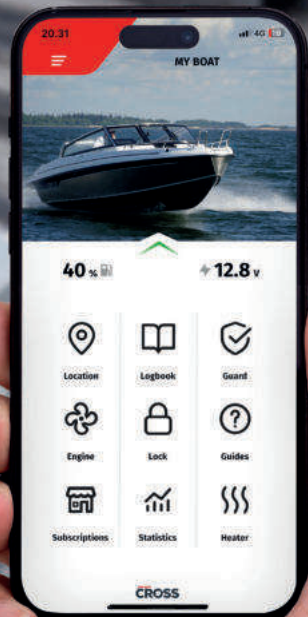 20.31
4G
MY BOAT
40 %
12.8 V
Location
Logbook
Guard
Engine
Lock
Guides
Subscriptions
Statistics
Heater
CROSS